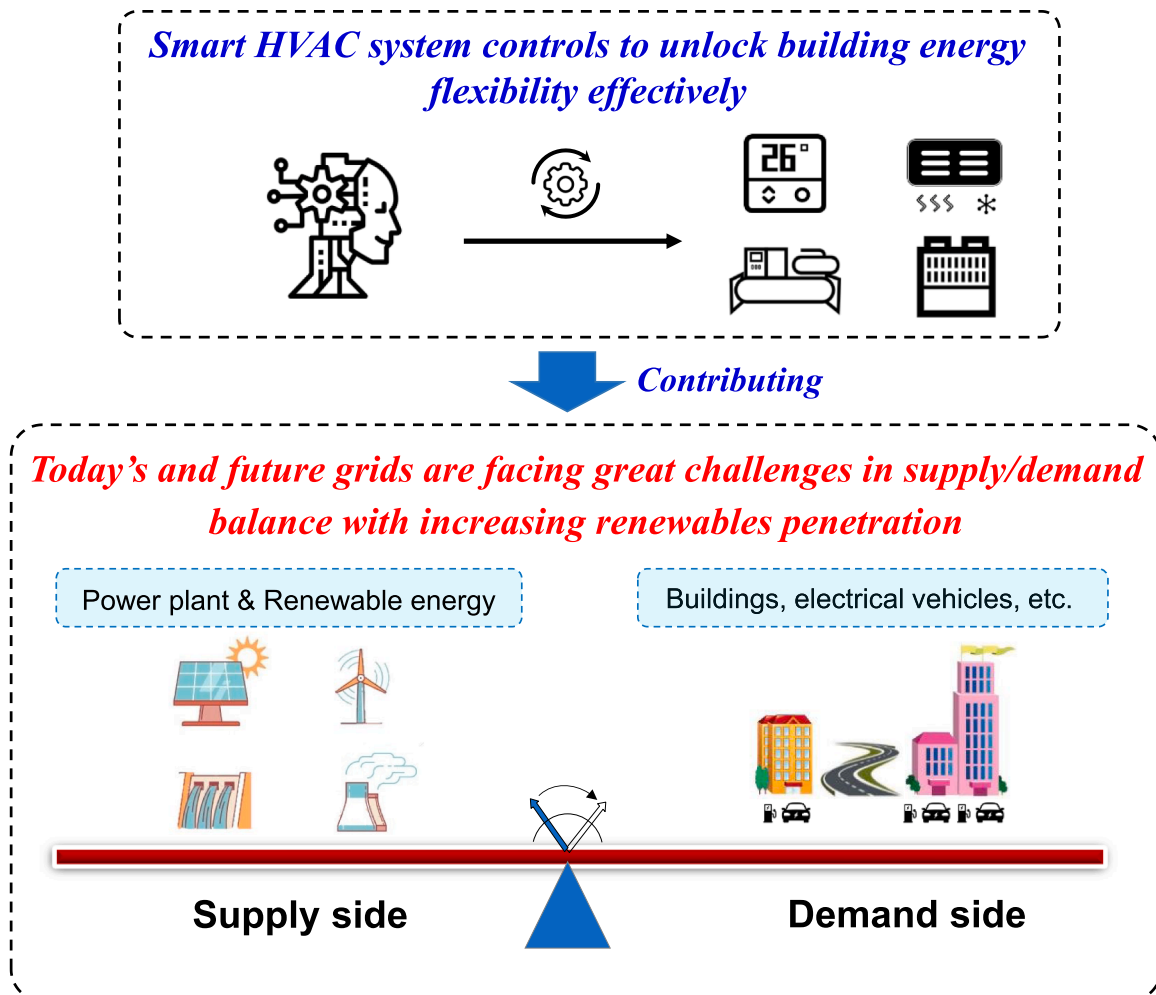 Smart HVAC system controls to unlock building energy
flexibility effectively
26°
Contributing
Today’s and future grids are facing great challenges in supply/demand
balance with increasing renewables penetration
Power plant & Renewable energy
Buildings, electrical vehicles, etc.
Supply side
Demand side